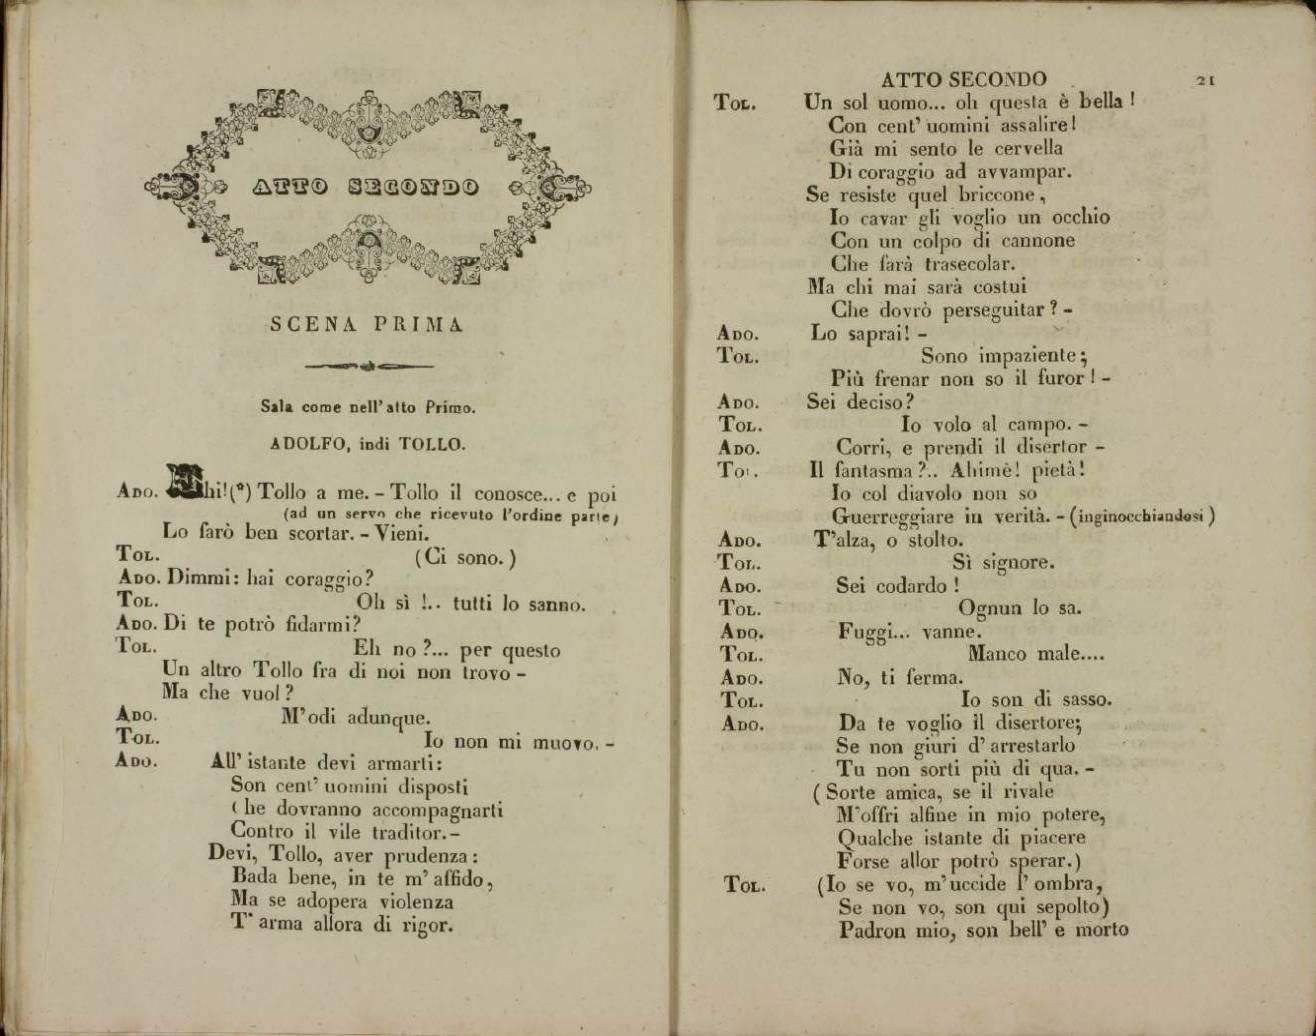 ATTO SECONDO
SCENA PRIMA
Sala come nell'atto Primo.
ADOLFO, indi TOLLO.
ADO. Ehi!(*) Tollo a me. - Tollo il conosce... e poi
(ad un servo che ricevuto l'ordine parte)
Lo farò ben scortar. - Vieni.
TOL. (Ci sono.)
ADO. Dimmi: hai coraggio?
TOL. Oh sì !.. tutti lo sanno.
ADO. Di te potrò fidarmi?
TOL. Eh no ?... per questo
Un altro Tollo fra di noi non trovo -
Ma che vuol ?
ADO. M'odi adunque.
TOL. Io non mi muovo. -
ADO. All' istante devi armarti:
Son cent' uomini disposti
Che dovranno accompagnarti
Contro il vile traditor. -
Devi, Tollo, aver prudenza:
Bada bene, in te m' affido,
Ma se adopera violenza
T' arma allora di rigor.
ATTO SECONDO 21
TOL. Un sol uomo... oh questa è bella !
Con cent' uomini assalire!
Già mi sento le cervella
Di coraggio ad avvampar.
Se resiste quel briccone,
Io cavar gli voglio un occhio
Con un colpo di cannone
Che farà trasecolar.
Ma chi mai sarà costui
Che dovrò perseguitar ? -
ADO. Lo saprai! -
TOL. Sono impaziente;
Più frenar non so il furor ! -
ADO. Sei deciso?
TOL. Io volo al campo. -
ADO. Corri, e prendi il disertor -
TOL. Il fantasma ?.. Ahimè! pietà!
Io col diavolo non so
Guerreggiare in verità. - (inginocchiandosi)
ADO. T'alza, o stolto.
TOL. Sì signore.
ADO. Sei codardo !
TOL. Ognun lo sa.
ADO. Fuggi... vanne.
TOL. Manco male....
ADO. No, ti ferma.
TOL. Io son di sasso.
ADO. Da te voglio il disertore;
Se non giuri d' arrestarlo
Tu non sorti più di qua. -
( Sorte amica, se il rivale
M'offri alfine in mio potere,
Qualche istante di piacere
Forse allor potrò sperar.)
TOL. (Io se vo, m'uccide l' ombra,
Se non vo, son qui sepolto)
Padron mio, son bell' e morto